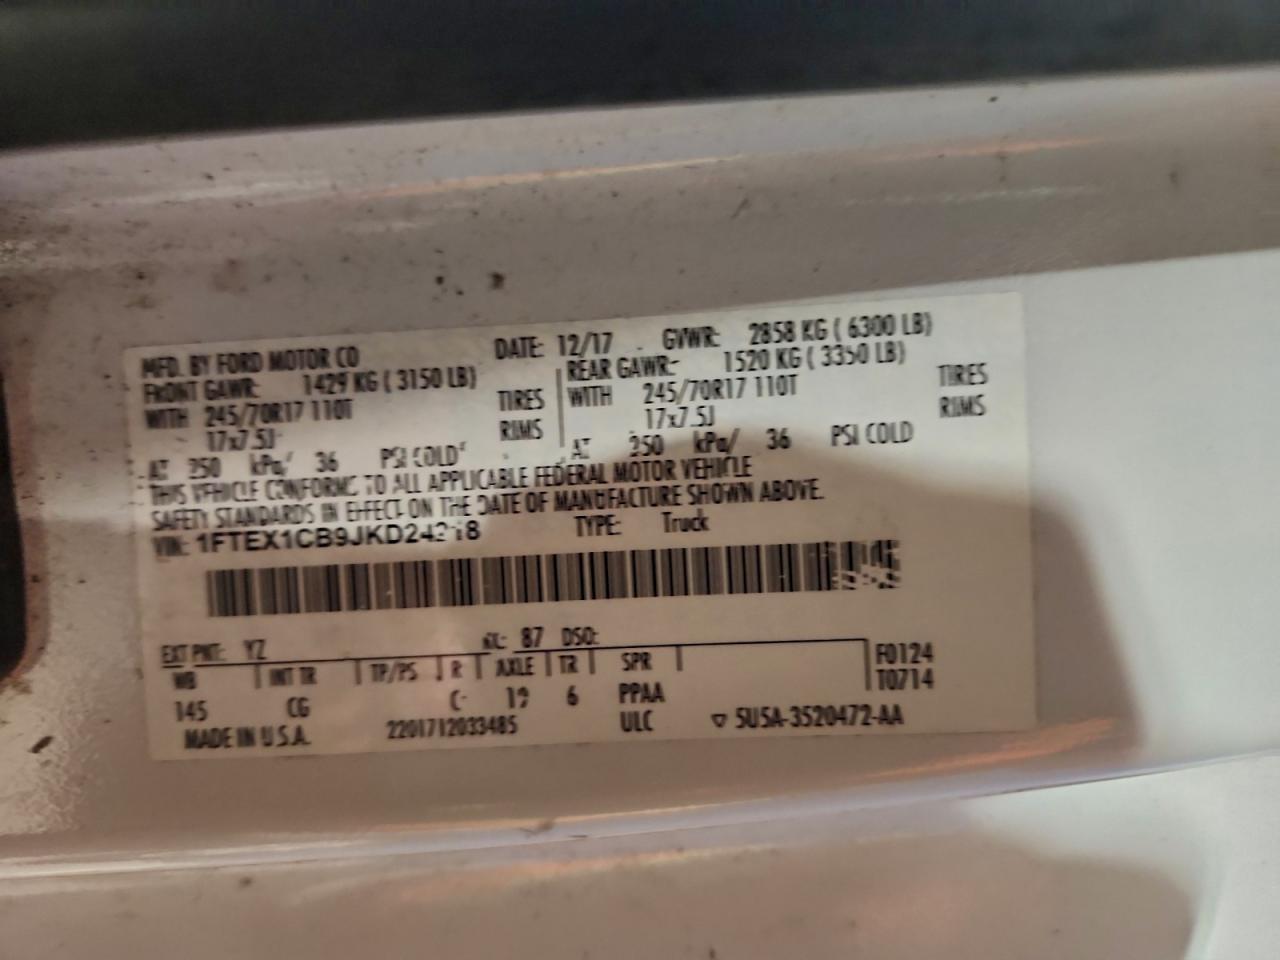 MFD. BY FORD MOTOR CO DATE: 12/17 GVWR: 2858 KG ( 6300 LB)
FRONT GAWR: 1429 KG ( 3150 LB) REAR GAWR: 1520 KG ( 3350 LB)
WITH 245/70R17 110T TIRES WITH 245/70R17 110T TIRES
17x7.5J RIMS 17x7.5J RIMS
AT 250 kPa/ 36 PSI COLD AT 250 kPa/ 36 PSI COLD
THIS VEHICLE CONFORMS TO ALL APPLICABLE FEDERAL MOTOR VEHICLE
SAFETY STANDARDS IN EFFECT ON THE DATE OF MANUFACTURE SHOWN ABOVE.
VIN: TYPE: Truck
EXT PNT: YZ RC: 87 DSO:
WB INT TR TP/PS R AXLE TR SPR F0124
145 CG 19 6 PPAA T0714
MADE IN U.S.A. 2201712033485 ULC ▽ 5U5A-3520472-AA